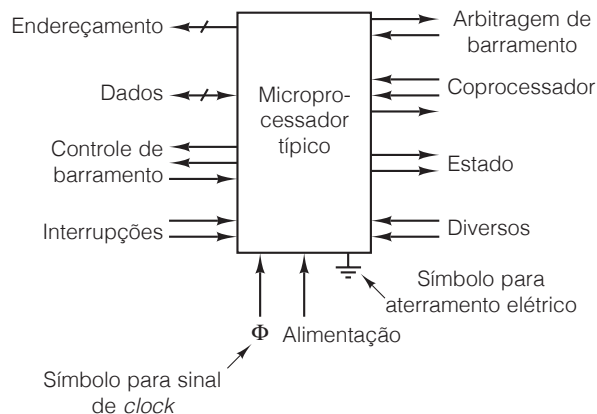 Endereçamento
Dados
Controle de
barramento
Interrupções
Micropro-
cessador
típico
Arbitragem de
barramento
Coprocessador
Estado
Diversos
Símbolo para
aterramento elétrico
Φ
Alimentação
Símbolo para sinal
de clock